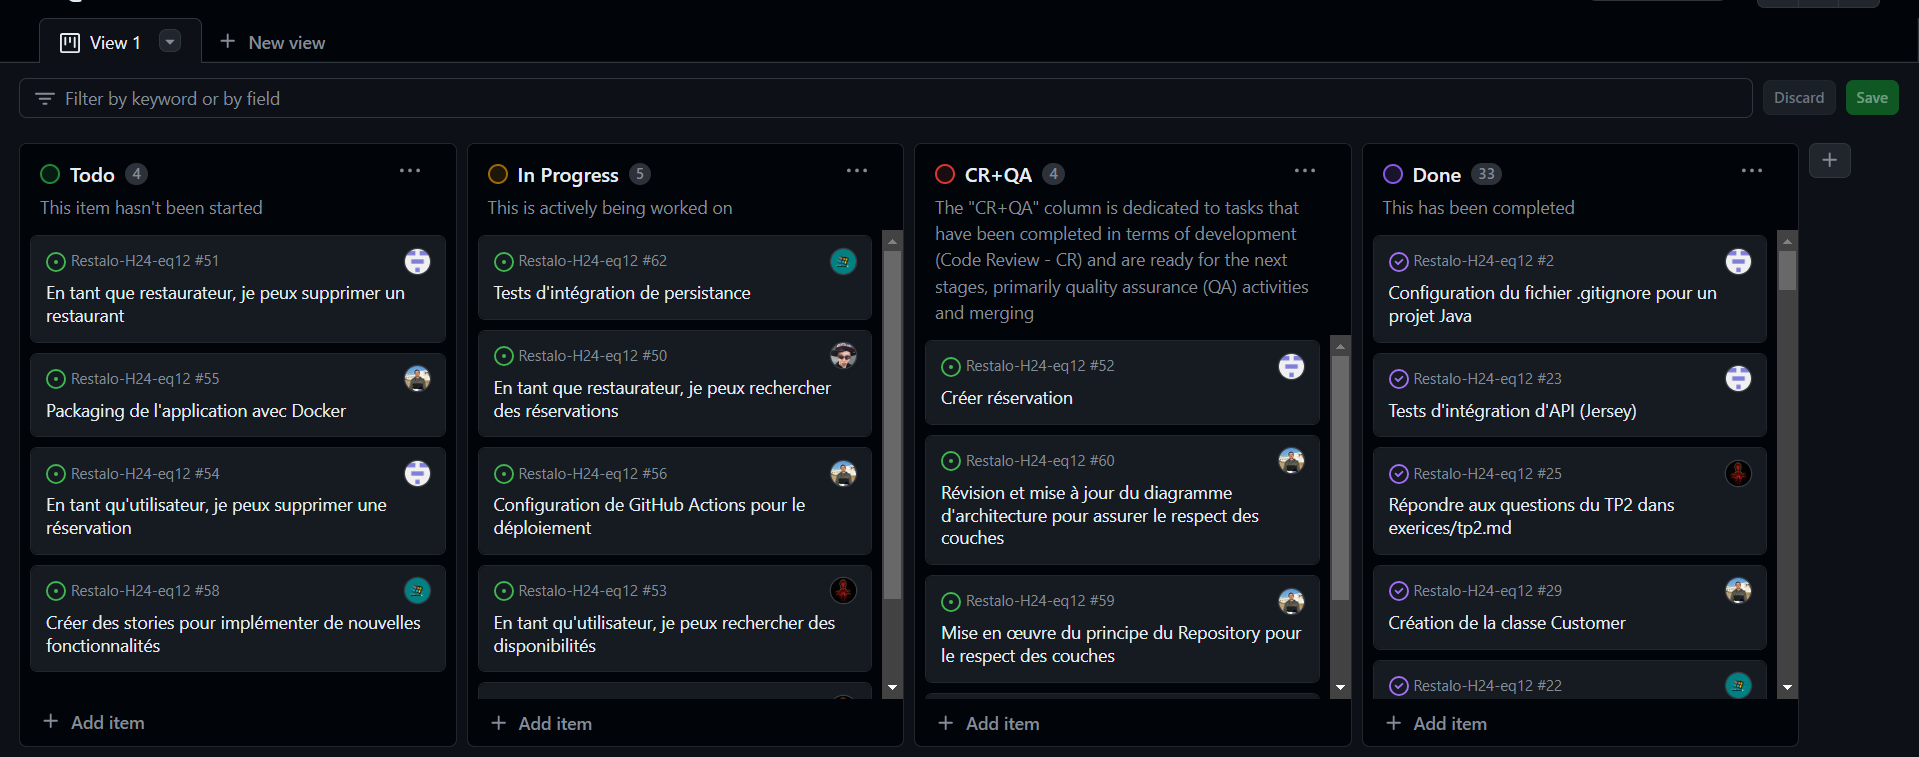 View 1
New view
Filter by keyword or by field
Discard
Save
Todo 4
This item hasn't been started
Restalo-H24-eq12 #51
En tant que restaurateur, je peux supprimer un
restaurant
Restalo-H24-eq12 #55
Packaging de l'application avec Docker
Restalo-H24-eq12 #54
En tant qu'utilisateur, je peux supprimer une
réservation
Restalo-H24-eq12 #58
Créer des stories pour implémenter de nouvelles
fonctionnalités
Add item
In Progress 5
This is actively being worked on
Restalo-H24-eq12 #62
Tests d'intégration de persistance
Restalo-H24-eq12 #50
En tant que restaurateur, je peux rechercher
des réservations
Restalo-H24-eq12 #56
Configuration de GitHub Actions pour le
déploiement
Restalo-H24-eq12 #53
En tant qu'utilisateur, je peux rechercher des
disponibilités
Add item
CR+QA 4
The "CR+QA" column is dedicated to tasks that
have been completed in terms of development
(Code Review - CR) and are ready for the next
stages, primarily quality assurance (QA) activities
and merging
Restalo-H24-eq12 #52
Créer réservation
Restalo-H24-eq12 #60
Révision et mise à jour du diagramme
d'architecture pour assurer le respect des
couches
Restalo-H24-eq12 #59
Mise en œuvre du principe du Repository pour
le respect des couches
Add item
Done 33
This has been completed
Restalo-H24-eq12 #2
Configuration du fichier .gitignore pour un
projet Java
Restalo-H24-eq12 #23
Tests d'intégration d'API (Jersey)
Restalo-H24-eq12 #25
Répondre aux questions du TP2 dans
exerices/tp2.md
Restalo-H24-eq12 #29
Création de la classe Customer
Restalo-H24-eq12 #22
Add item